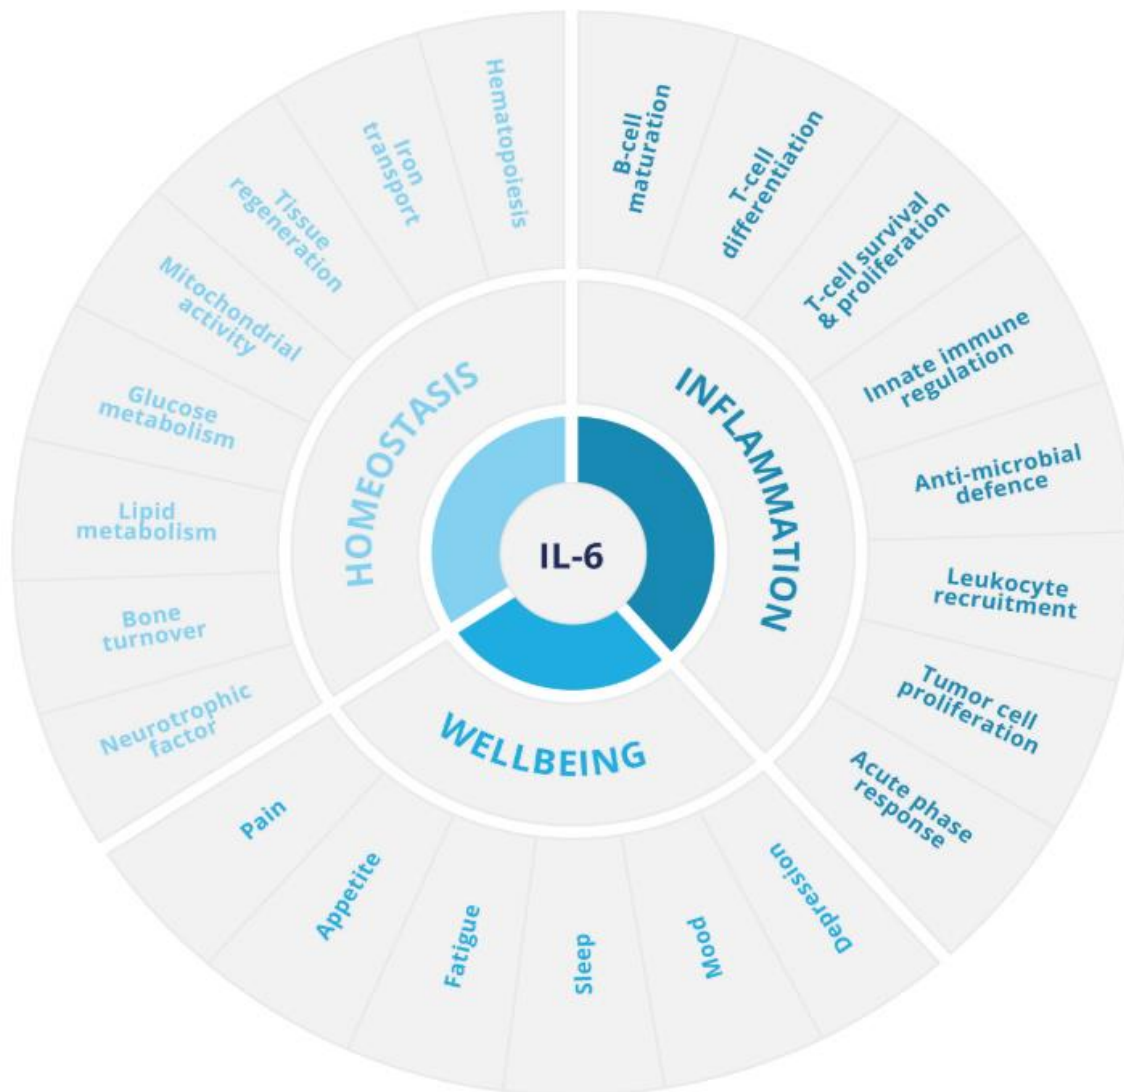 IL-6
INFLAMMATION
B-cell
maturation
T-cell
differentiation
T-cell survival
& proliferation
Innate immune
regulation
Anti-microbial
defence
Leukocyte
recruitment
Tumor cell
proliferation
Acute phase
response
WELLBEING
Depression
Mood
Sleep
Fatigue
Appetite
Pain
HOMEOSTASIS
Neurotrophic
factor
Bone
turnover
Lipid
metabolism
Glucose
metabolism
Mitochondrial
activity
Tissue
regeneration
Iron
transport
Hematopoiesis